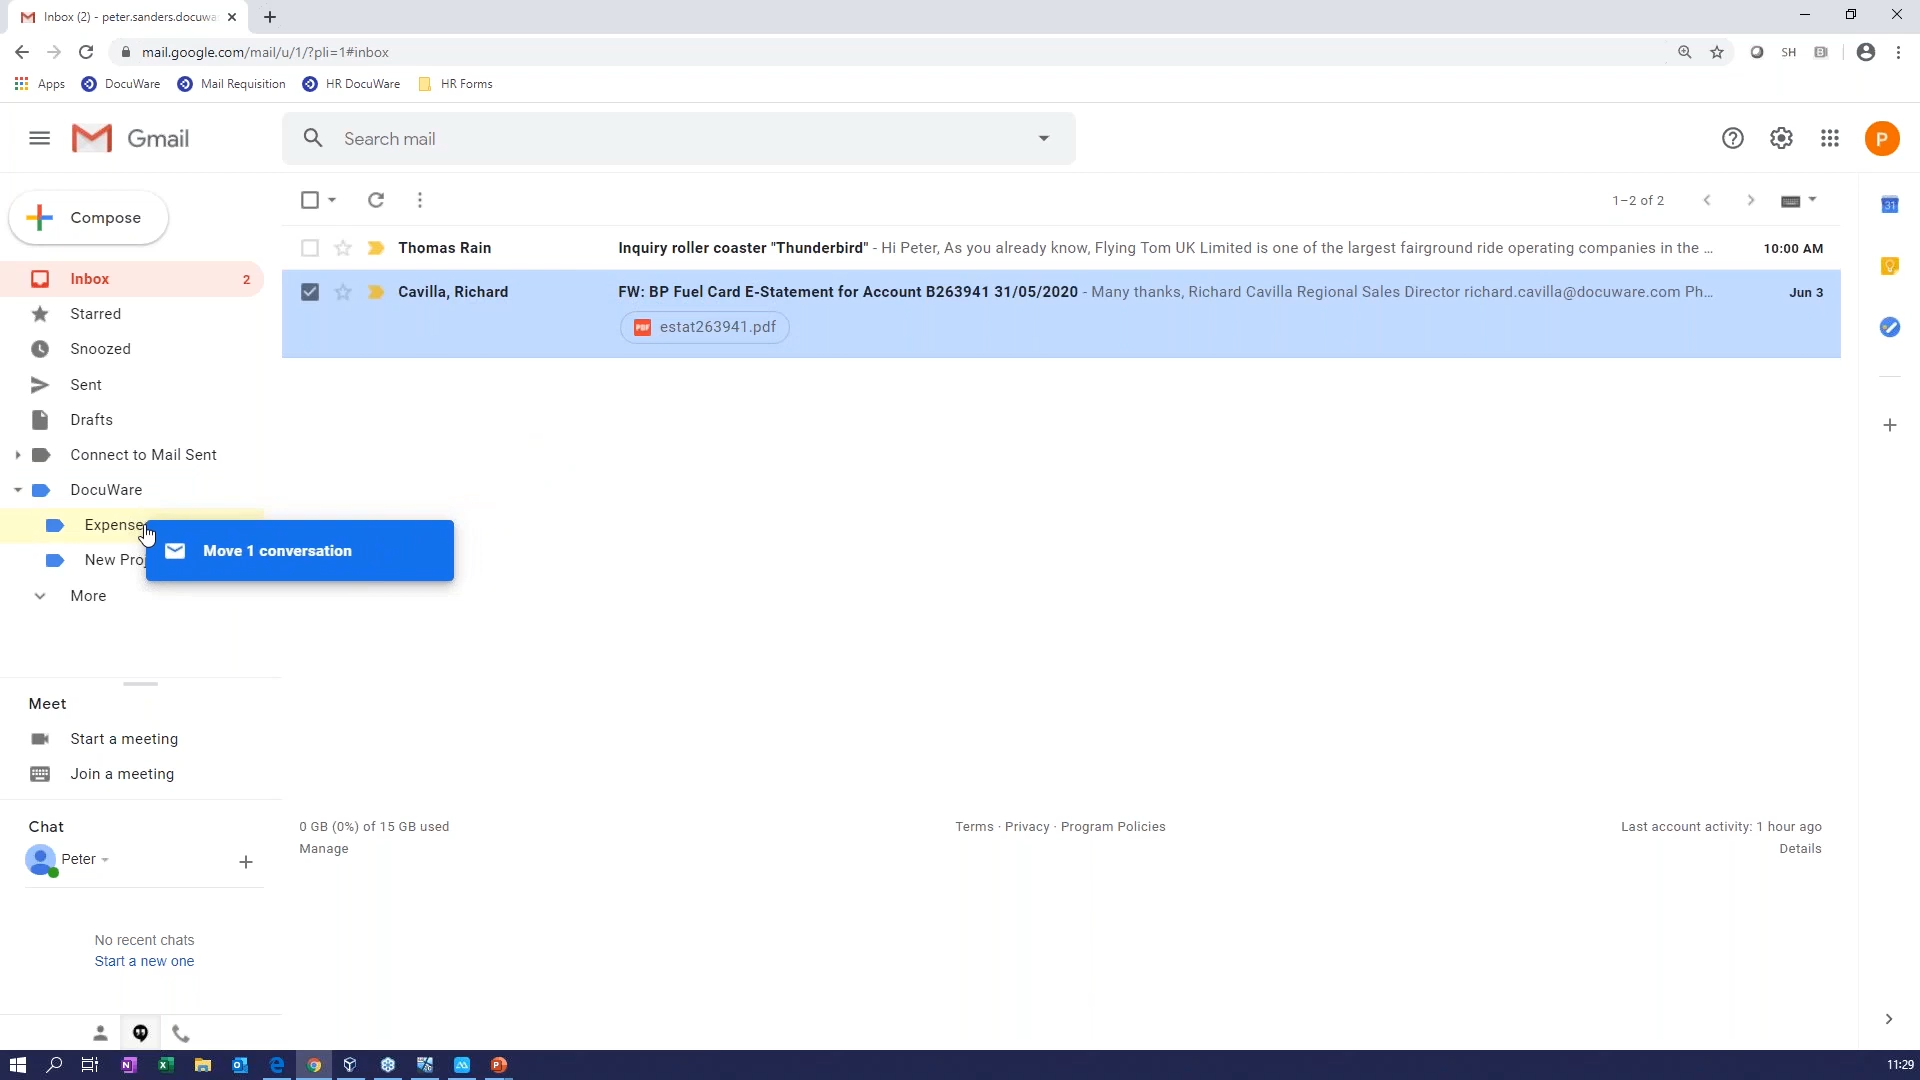 Inbox (2) - peter.sanders.docuwa
mail.google.com/mail/u/1/?pli=1#inbox
SH
Apps
DocuWare
Mail Requisition
HR DocuWare
HR Forms
Gmail
Search mail
P
Compose
1–2 of 2
31
Inbox 2
Thomas Rain Inquiry roller coaster "Thunderbird" - Hi Peter, As you already know, Flying Tom UK Limited is one of the largest fairground ride operating companies in the ... 10:00 AM
Cavilla, Richard FW: BP Fuel Card E-Statement for Account B263941 31/05/2020 - Many thanks, Richard Cavilla Regional Sales Director richard.cavilla@docuware.com Ph... Jun 3
PDF estat263941.pdf
Starred
Snoozed
Sent
Drafts
Connect to Mail Sent
DocuWare
Expense
Move 1 conversation
New Pro
More
Meet
Start a meeting
Join a meeting
Chat
Peter
No recent chats
Start a new one
0 GB (0%) of 15 GB used
Manage
Terms · Privacy · Program Policies
Last account activity: 1 hour ago
Details
11:29